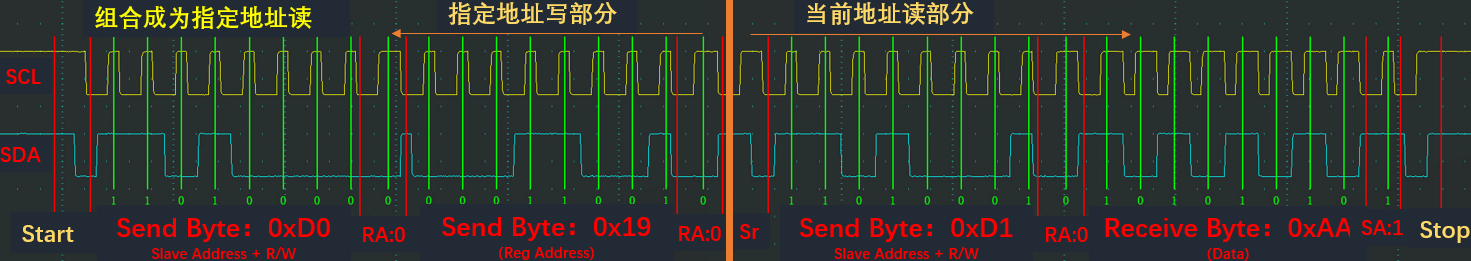 组合成为指定地址读 指定地址写部分 当前地址读部分
SCL
SDA
1 1 0 1 0 0 0 0 0 0 0 0 1 1 0 0 1 0 1 1 0 1 0 0 0 1 0 1 0 1 0 1 0 1 0 1
Start Send Byte：0xD0 RA:0 Send Byte：0x19 RA:0 Sr Send Byte：0xD1 RA:0 Receive Byte：0xAA SA:1 Stop
Slave Address + R/W (Reg Address) Slave Address + R/W (Data)